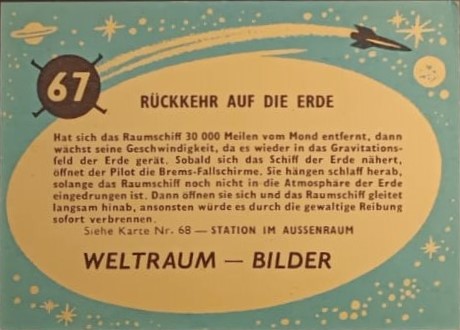 67
RÜCKKEHR AUF DIE ERDE
Hat sich das Raumschiff 30 000 Meilen vom Mond entfernt, dann
wächst seine Geschwindigkeit, da es wieder in das Gravitations-
feld der Erde gerät. Sobald sich das Schiff der Erde nähert,
öffnet der Pilot die Brems-Fallschirme. Sie hängen schlaff herab,
solange das Raumschiff noch nicht in die Atmosphäre der Erde
eingedrungen ist. Dann öffnen sie sich und das Raumschiff gleitet
langsam hinab, ansonsten würde es durch die gewaltige Reibung
sofort verbrennen.
Siehe Karte Nr. 68 — STATION IM AUSSENRAUM
WELTRAUM — BILDER